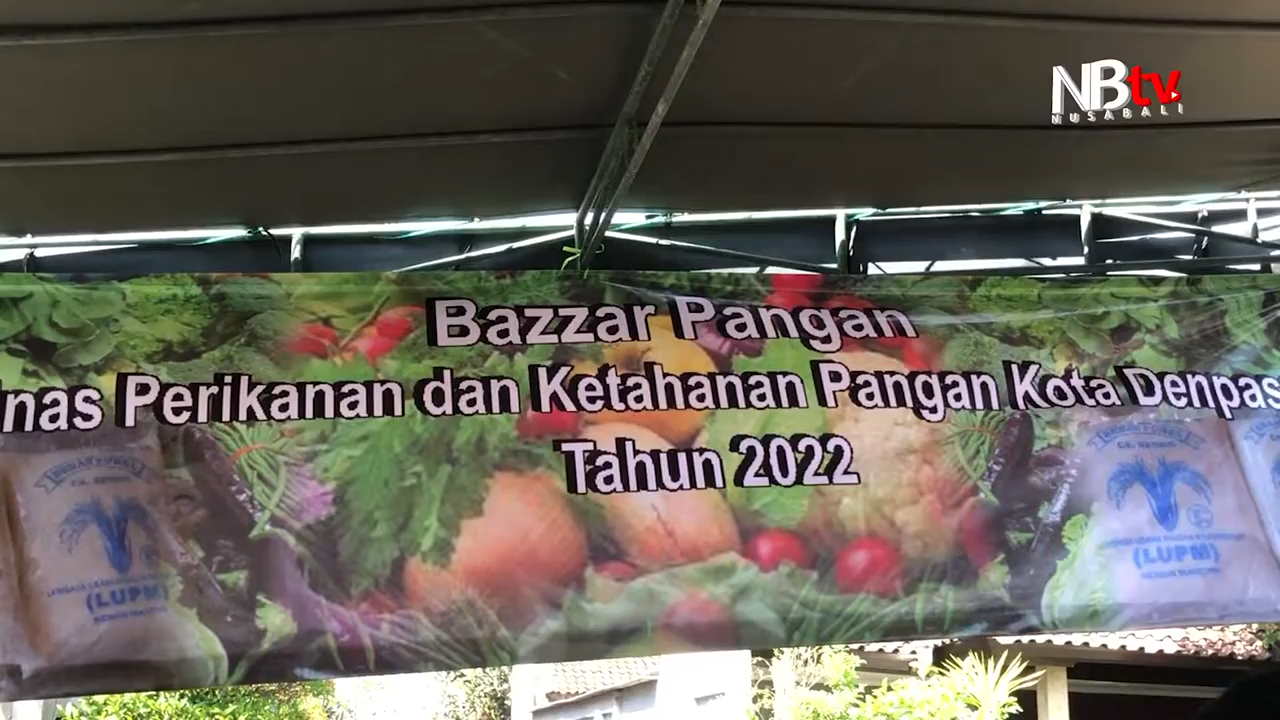 NBtv
NUSABALI
Bazzar Pangan
nas Perikanan dan Ketahanan Pangan Kota Denpas
Tahun 2022
(LUPM)
(LUPM)